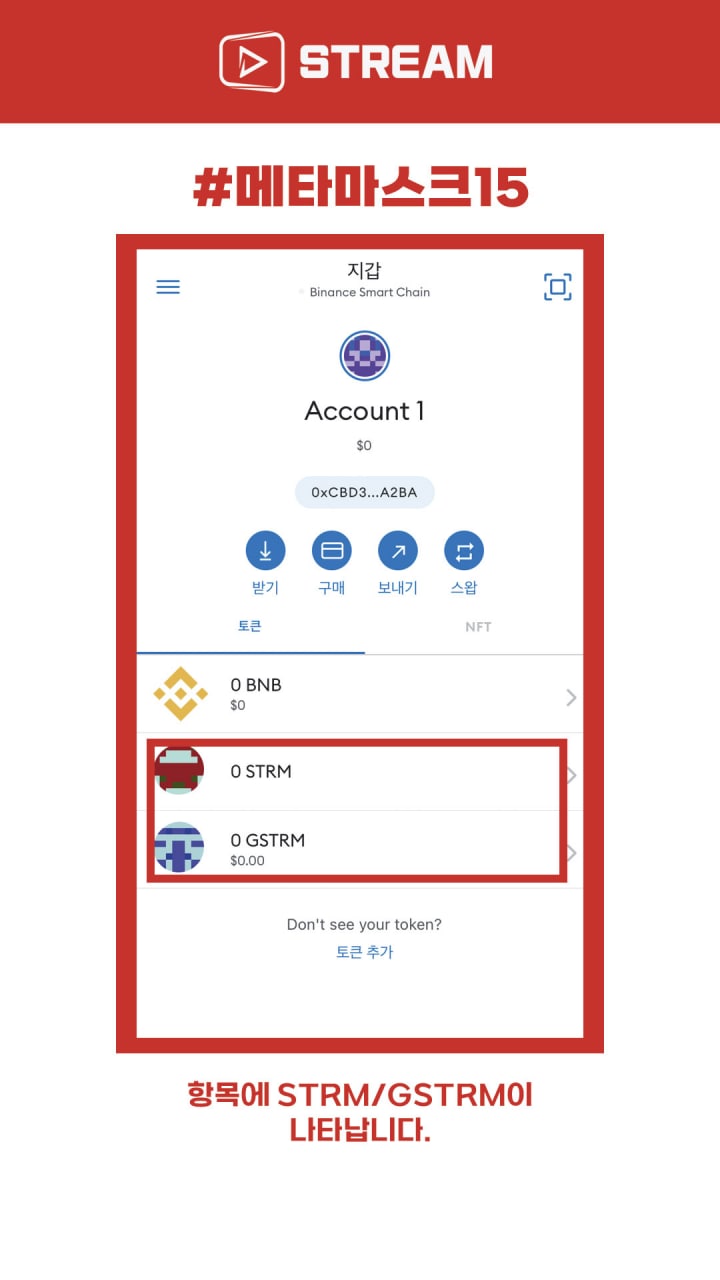 STREAM
#메타마스크15
지갑
Binance Smart Chain
Account 1
$0
0xCBD3...A2BA
받기 구매 보내기 스왑
토큰 NFT
0 BNB
$0
0 STRM
0 GSTRM
$0.00
Don't see your token?
토큰 추가
항목에 STRM/GSTRM이
나타납니다.